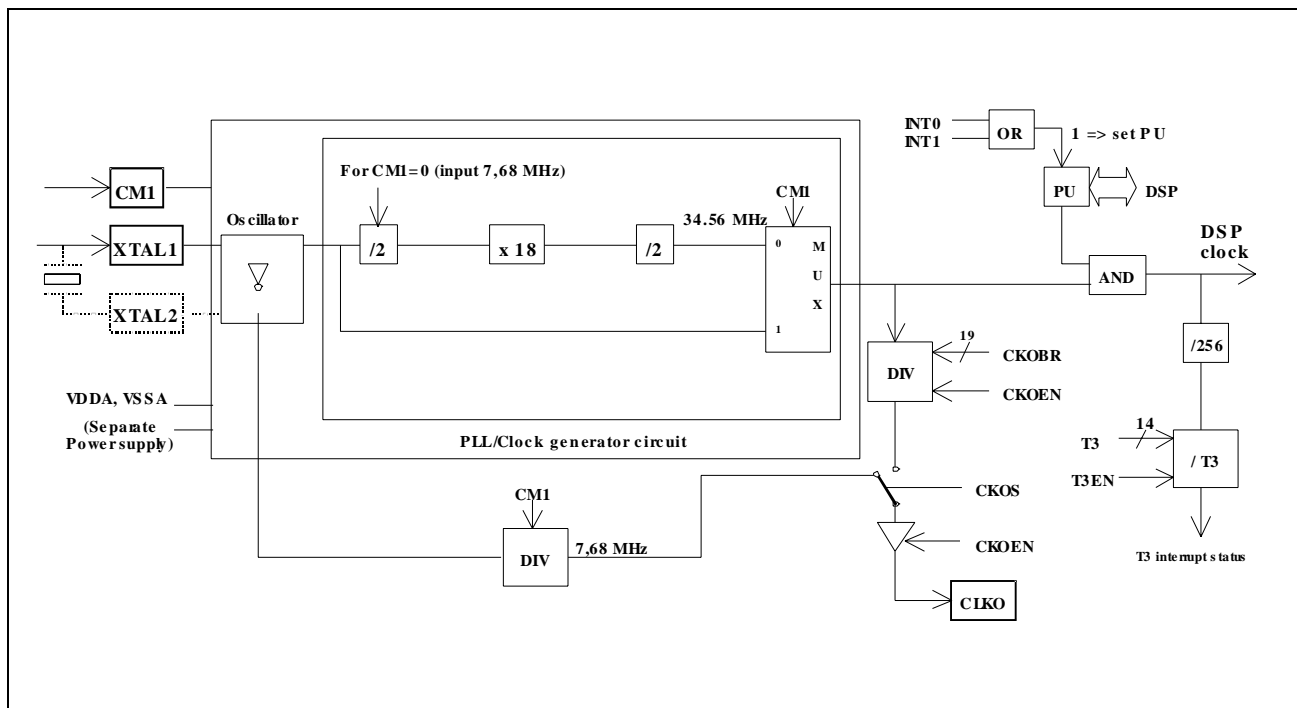 INT0
INT1
OR
1 => set PU
PU
DSP
For CM1=0 (input 7,68 MHz)
CM1
CM1
Oscillator
34.56 MHz
DSP
clock
XTAL1
/2
x 18
/2
0
M
U
X
AND
XTAL2
1
19
CKOBR
/256
DIV
CKOEN
VDDA, VSSA
(Separate
Power supply)
PLL/Clock generator circuit
14
T3
/ T3
T3EN
CM1
CKOS
DIV
7,68 MHz
CKOEN
T3 interrupt status
CLKO